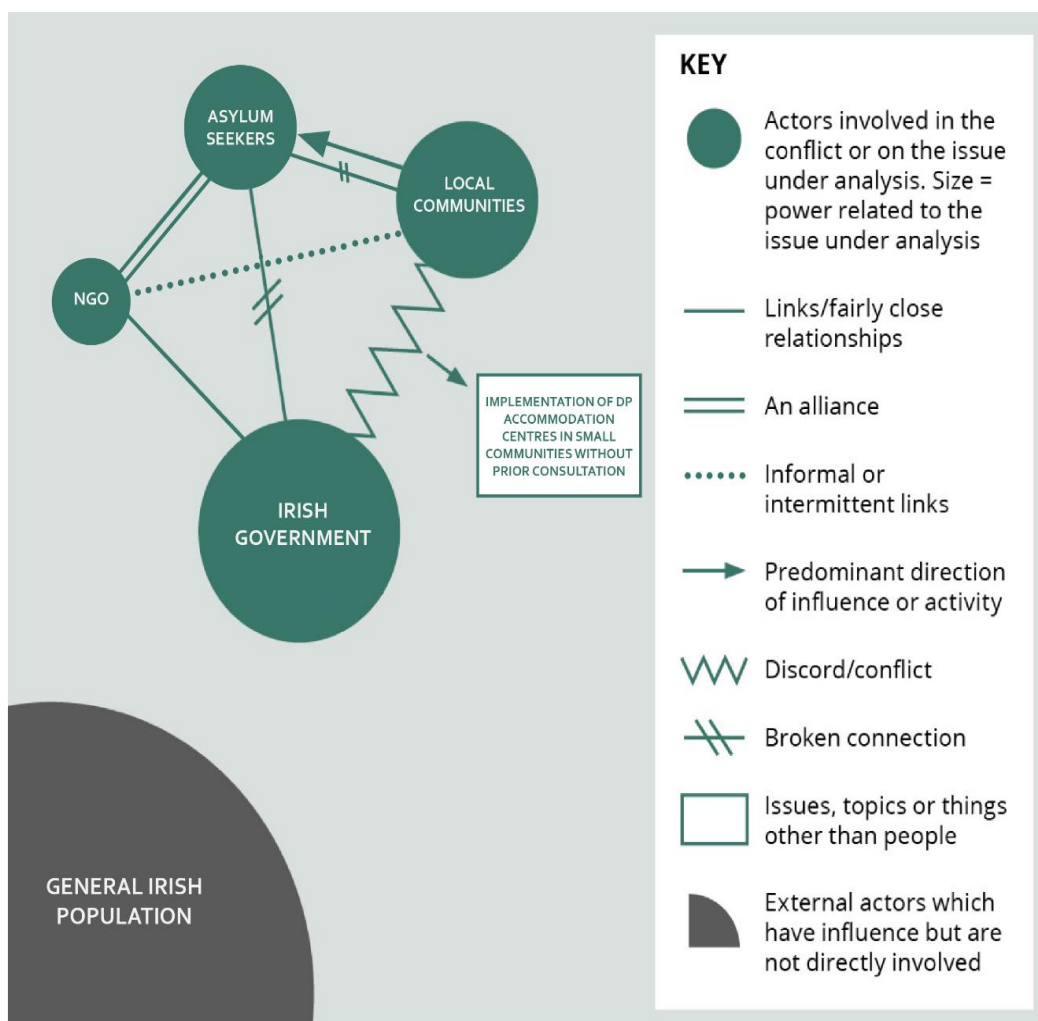 ASYLUM
SEEKERS
LOCAL
COMMUNITIES
NGO
IMPLEMENTATION OF DP
ACCOMMODATION
CENTRES IN SMALL
COMMUNITIES WITHOUT
PRIOR CONSULTATION
IRISH
GOVERNMENT
GENERAL IRISH
POPULATION
KEY
Actors involved in the
conflict or on the issue
under analysis. Size =
power related to the
issue under analysis
Links/fairly close
relationships
An alliance
Informal or
intermittent links
Predominant direction
of influence or activity
Discord/conflict
Broken connection
Issues, topics or things
other than people
External actors which
have influence but are
not directly involved